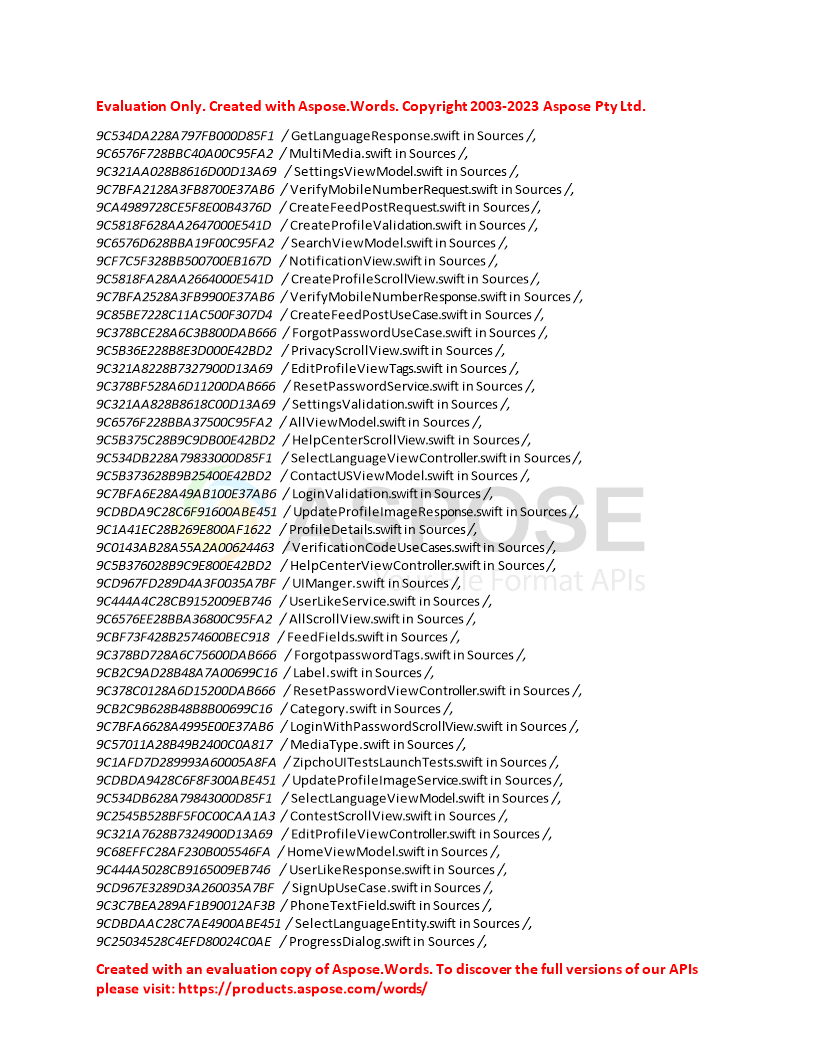 Evaluation Only. Created with Aspose.Words. Copyright 2003-2023 Aspose Pty Ltd.
9C534DA228A797FB000D85F1 / GetLanguageResponse.swift in Sources /,
9C6576F728BBC40A00C95FA2 / MultiMedia.swift in Sources /,
9C321AA028B8616D00D13A69 / SettingsViewModel.swift in Sources /,
9C7BFA2128A3FB8700E37AB6 / VerifyMobileNumberRequest.swift in Sources /,
9CA4989728CE5F8E00B4376D / CreateFeedPostRequest.swift in Sources /,
9C5818F628AA2647000E541D / CreateProfileValidation.swift in Sources /,
9C6576D628BBA19F00C95FA2 / SearchViewModel.swift in Sources /,
9CF7C5F328BB500700EB167D / NotificationView.swift in Sources /,
9C5818FA28AA2664000E541D / CreateProfileScrollView.swift in Sources /,
9C7BFA2528A3FB9900E37AB6 / VerifyMobileNumberResponse.swift in Sources /,
9C85BE7228C11AC500F307D4 / CreateFeedPostUseCase.swift in Sources /,
9C378BCE28A6C3B800DAB666 / ForgotPasswordUseCase.swift in Sources /,
9C5B36E228B8E3D000E42BD2 / PrivacyScrollView.swift in Sources /,
9C321A8228B7327900D13A69 / EditProfileViewTags.swift in Sources /,
9C378BF528A6D11200DAB666 / ResetPasswordService.swift in Sources /,
9C321AA828B8618C00D13A69 / SettingsValidation.swift in Sources /,
9C6576F228BBA37500C95FA2 / AllViewModel.swift in Sources /,
9C5B375C28B9C9DB00E42BD2 / HelpCenterScrollView.swift in Sources /,
9C534DB228A79833000D85F1 / SelectLanguageViewController.swift in Sources /,
9C5B373628B9B25400E42BD2 / ContactUSViewModel.swift in Sources /,
9C7BFA6E28A49AB100E37AB6 / LoginValidation.swift in Sources /,
9CDBDA9C28C6F91600ABE451 / UpdateProfileImageResponse.swift in Sources /,
9C1A41EC28B269E800AF1622 / ProfileDetails.swift in Sources /,
9C0143AB28A55A2A00624463 / VerificationCodeUseCases.swift in Sources /,
9C5B376028B9C9E800E42BD2 / HelpCenterViewController.swift in Sources /,
9CD967FD289D4A3F0035A7BF / UIManger.swift in Sources /,
9C444A4C28CB9152009EB746 / UserLikeService.swift in Sources /,
9C6576EE28BBA36800C95FA2 / AllScrollView.swift in Sources /,
9CBF73F428B2574600BEC918 / FeedFields.swift in Sources /,
9C378BD728A6C75600DAB666 / ForgotpasswordTags.swift in Sources /,
9CB2C9AD28B48A7A00699C16 / Label.swift in Sources /,
9C378C0128A6D15200DAB666 / ResetPasswordViewController.swift in Sources /,
9CB2C9B628B48B8B00699C16 / Category.swift in Sources /,
9C7BFA6628A4995E00E37AB6 / LoginWithPasswordScrollView.swift in Sources /,
9C57011A28B49B2400C0A817 / MediaType.swift in Sources /,
9C1AFD7D289993A60005A8FA / ZipchoUITestsLaunchTests.swift in Sources /,
9CDBDA9428C6F8F300ABE451 / UpdateProfileImageService.swift in Sources /,
9C534DB628A79843000D85F1 / SelectLanguageViewModel.swift in Sources /,
9C2545B528BF5F0C00CAA1A3 / ContestScrollView.swift in Sources /,
9C321A7628B7324900D13A69 / EditProfileViewController.swift in Sources /,
9C68EFFC28AF230B005546FA / HomeViewModel.swift in Sources /,
9C444A5028CB9165009EB746 / UserLikeResponse.swift in Sources /,
9CD967E3289D3A260035A7BF / SignUpUseCase.swift in Sources /,
9C3C7BEA289AF1B90012AF3B / PhoneTextField.swift in Sources /,
9CDBDAAC28C7AE4900ABE451 / SelectLanguageEntity.swift in Sources /,
9C25034528C4EFD80024C0AE / ProgressDialog.swift in Sources /,
ASPOSE
Your File Format APIs
Created with an evaluation copy of Aspose.Words. To discover the full versions of our APIs
please visit: https://products.aspose.com/words/